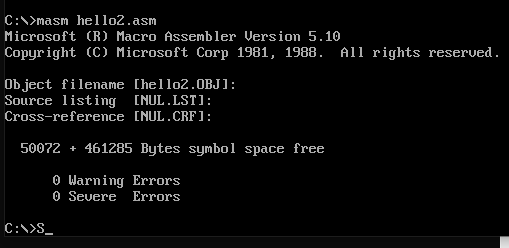 C:\>masm hello2.asm
Microsoft (R) Macro Assembler Version 5.10
Copyright (C) Microsoft Corp 1981, 1988.  All rights reserved.
Object filename [hello2.OBJ]:
Source listing  [NUL.LST]:
Cross-reference [NUL.CRF]:
50072 + 461285 Bytes symbol space free
0 Warning Errors
0 Severe  Errors
C:\>S_